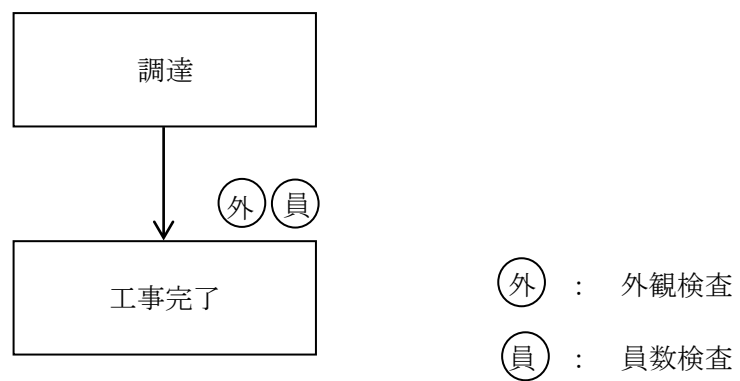 調達
外 員
工事完了
外 : 外観検査
員 : 員数検査